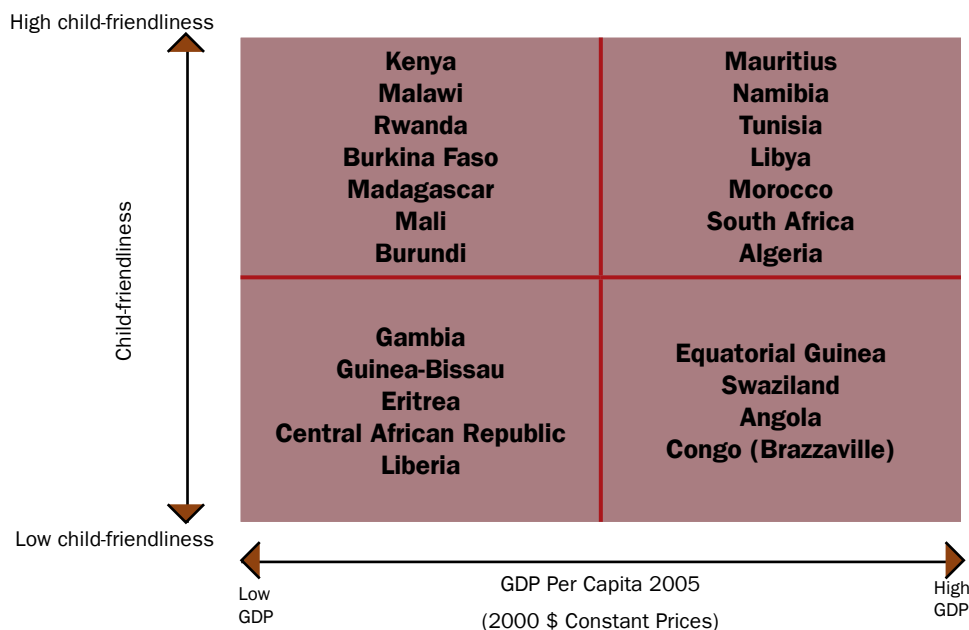 High child-friendliness
Kenya
Malawi
Rwanda
Burkina Faso
Madagascar
Mali
Burundi
Mauritius
Namibia
Tunisia
Libya
Morocco
South Africa
Algeria
Child-friendliness
Gambia
Guinea-Bissau
Eritrea
Central African Republic
Liberia
Equatorial Guinea
Swaziland
Angola
Congo (Brazzaville)
Low child-friendliness
Low
GDP
GDP Per Capita 2005
(2000 $ Constant Prices)
High
GDP